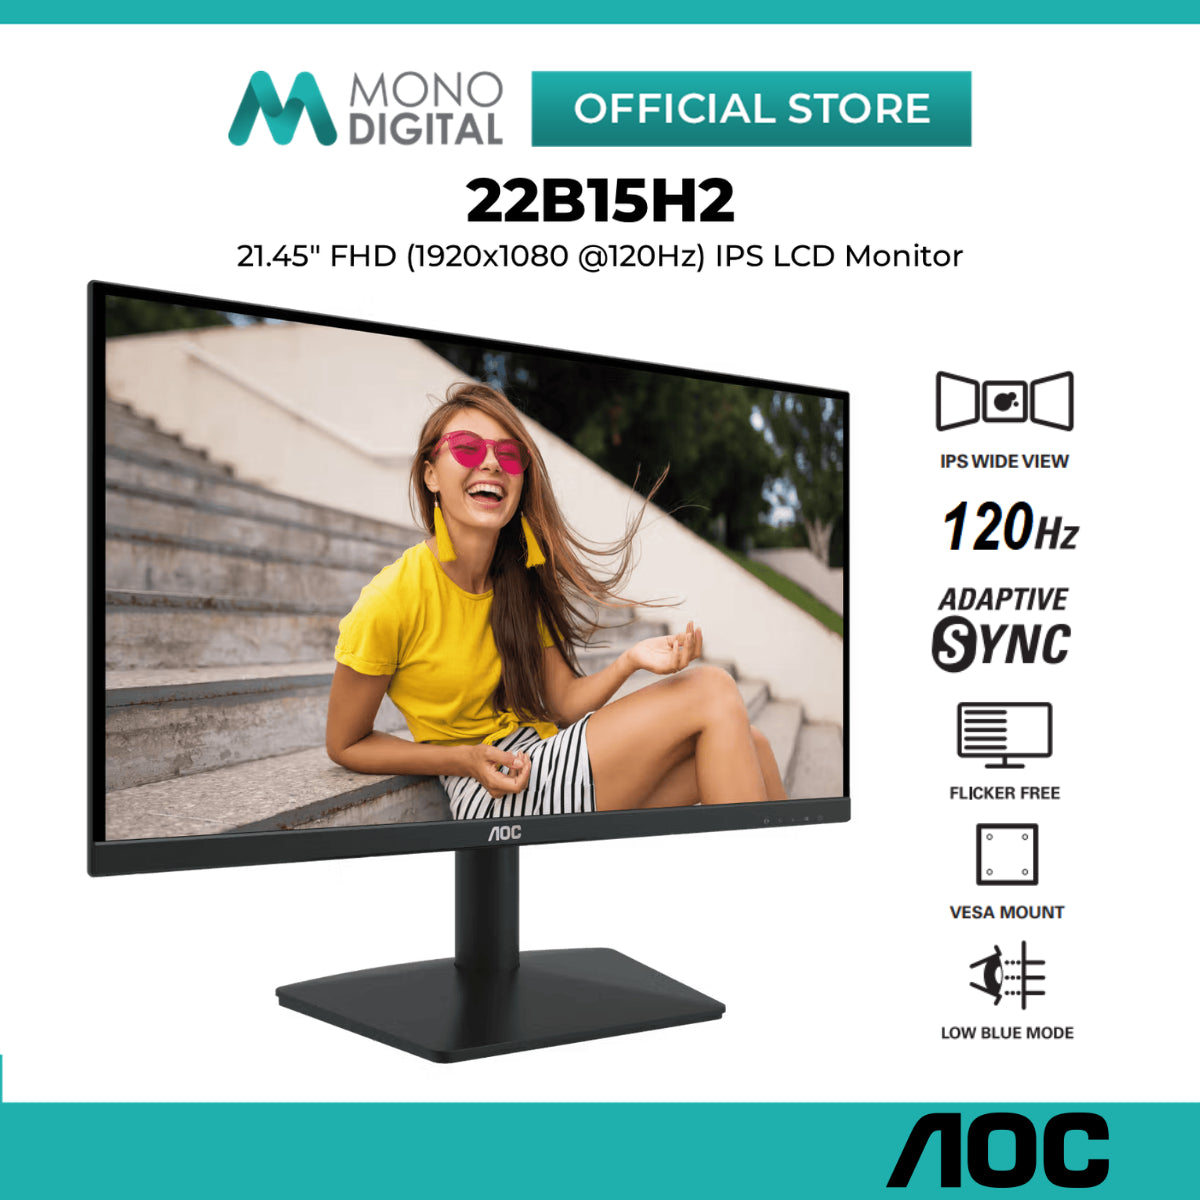 MONO
DIGITAL
OFFICIAL STORE
22B15H2
21.45" FHD (1920x1080 @120Hz) IPS LCD Monitor
IPS WIDE VIEW
120Hz
ADAPTIVE
SYNC
FLICKER FREE
VESA MOUNT
LOW BLUE MODE
AOC
AOC